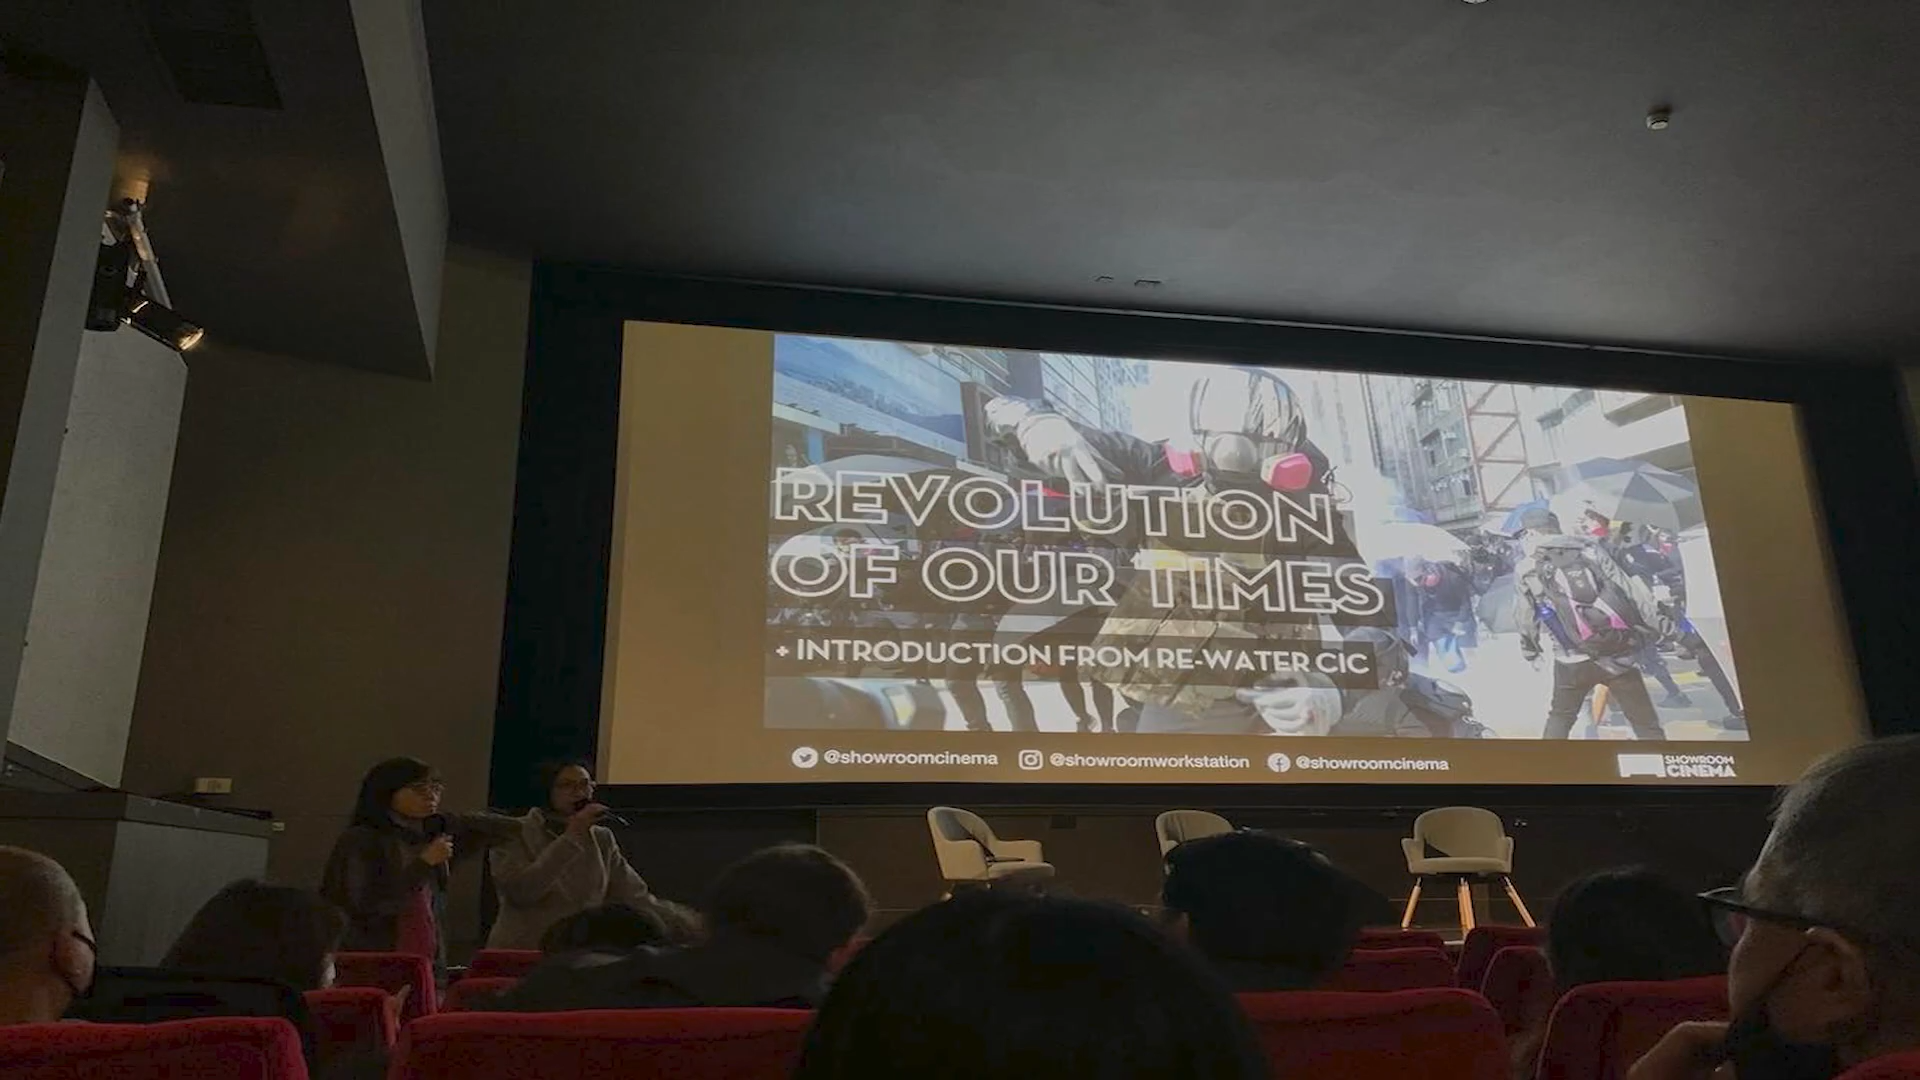 REVOLUTION
OF OUR TIMES
+ INTRODUCTION FROM RE-WATER CIC
@showroomcinema @showroomworkstation @showroomcinema
SHOWROOM
CINEMA